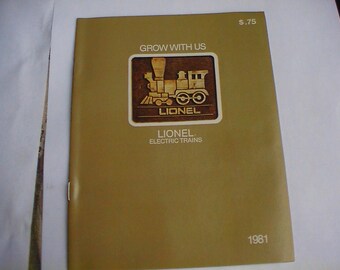 $.75
GROW WITH US
LIONEL
LIONEL
ELECTRIC TRAINS
1981